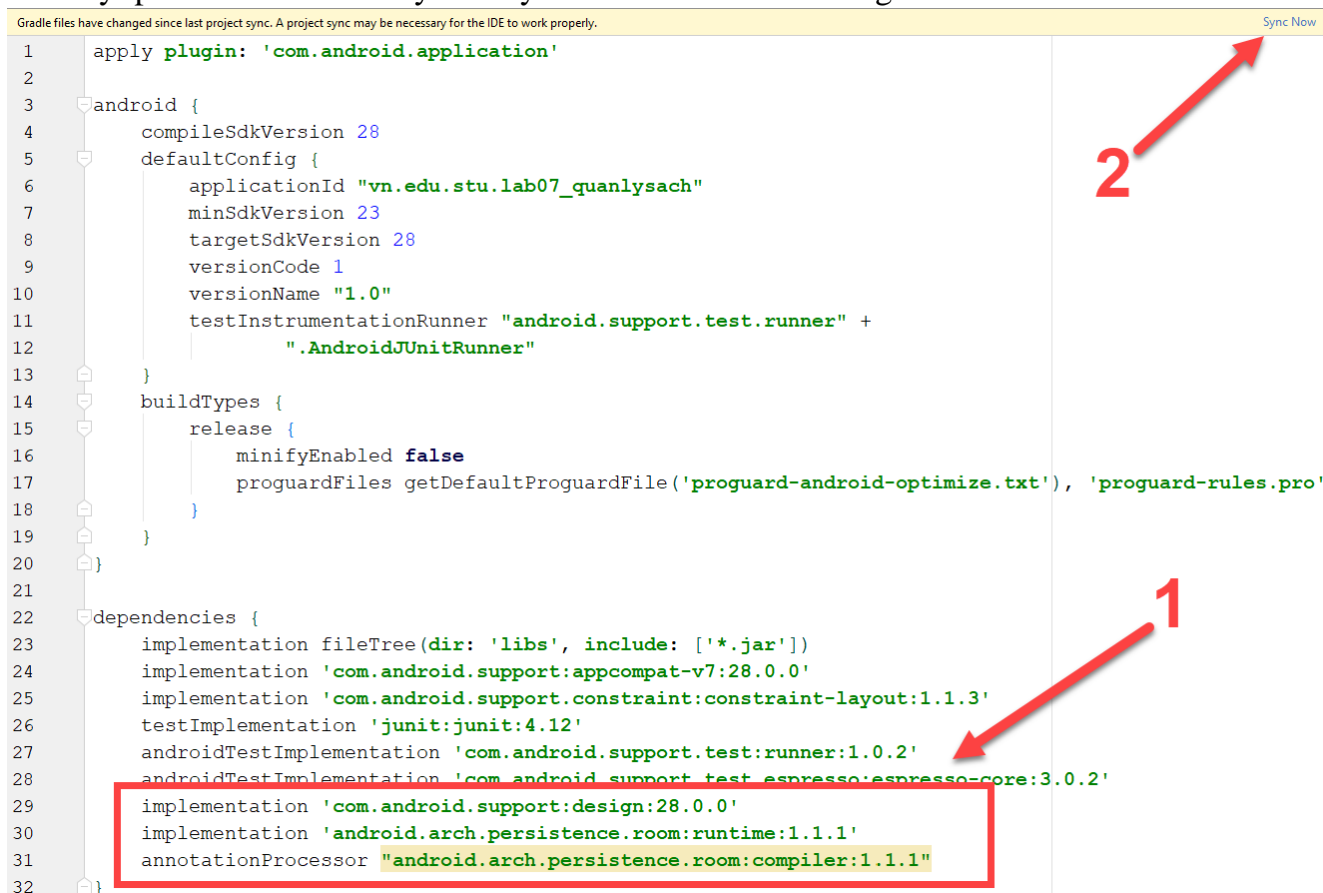 Gradle files have changed since last project sync. A project sync may be necessary for the IDE to work properly. Sync Now
1 apply plugin: 'com.android.application'
2
3 android {
4 compileSdkVersion 28
5 defaultConfig {
6 applicationId "vn.edu.stu.lab07_quanlysach"
7 minSdkVersion 23
8 targetSdkVersion 28
9 versionCode 1
10 versionName "1.0"
11 testInstrumentationRunner "android.support.test.runner" +
12 ".AndroidJUnitRunner"
13 }
14 buildTypes {
15 release {
16 minifyEnabled false
17 proguardFiles getDefaultProguardFile('proguard-android-optimize.txt'), 'proguard-rules.pro'
18 }
19 }
20 }
21
22 dependencies {
23 implementation fileTree(dir: 'libs', include: ['*.jar'])
24 implementation 'com.android.support:appcompat-v7:28.0.0'
25 implementation 'com.android.support.constraint:constraint-layout:1.1.3'
26 testImplementation 'junit:junit:4.12'
27 androidTestImplementation 'com.android.support.test:runner:1.0.2'
28 androidTestImplementation 'com.android.support.test.espresso:espresso-core:3.0.2'
29 implementation 'com.android.support:design:28.0.0'
30 implementation 'android.arch.persistence.room:runtime:1.1.1'
31 annotationProcessor "android.arch.persistence.room:compiler:1.1.1"
32 }
2
1